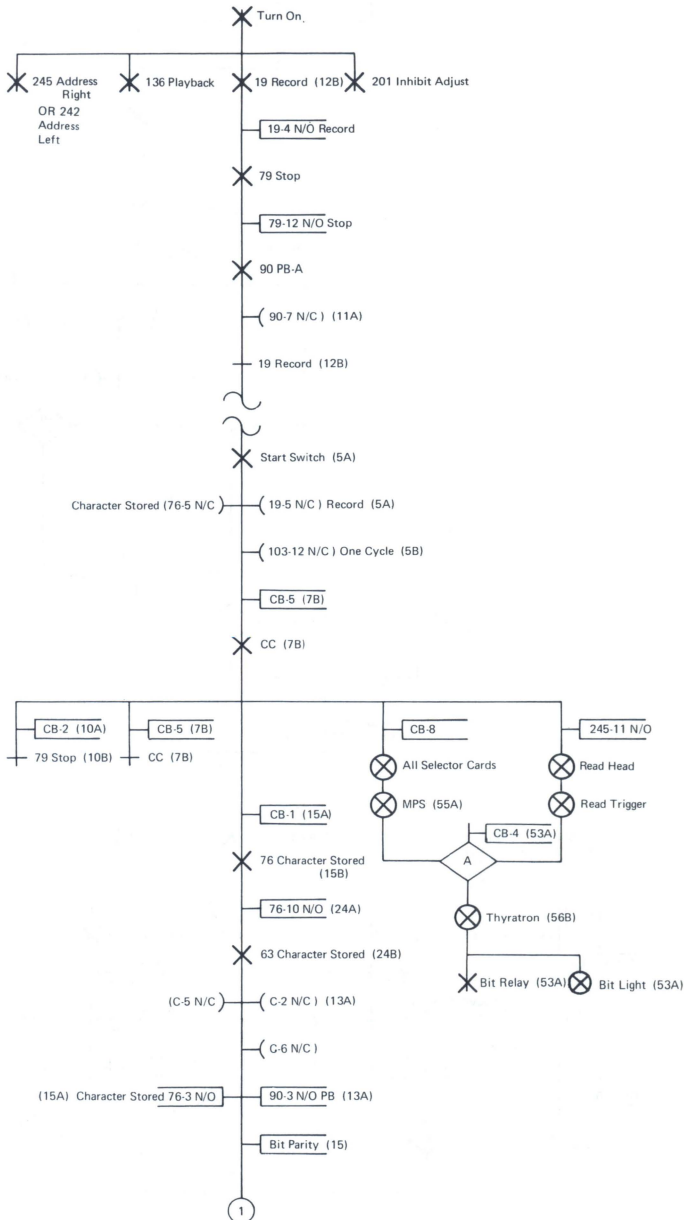 Turn On.
245 Address
Right
OR 242
Address
Left
136 Playback
19 Record (12B)
201 Inhibit Adjust
19-4 N/O Record
79 Stop
79-12 N/O Stop
90 PB-A
( 90-7 N/C ) (11A)
19 Record (12B)
Start Switch (5A)
Character Stored (76-5 N/C )
( 19-5 N/C ) Record (5A)
( 103-12 N/C ) One Cycle (5B)
CB-5 (7B)
CC (7B)
CB-2 (10A)
CB-5 (7B)
CB-8
245-11 N/O
79 Stop (10B)
CC (7B)
All Selector Cards
Read Head
MPS (55A)
Read Trigger
CB-1 (15A)
CB-4 (53A)
76 Character Stored
(15B)
A
76-10 N/O (24A)
Thyratron (56B)
63 Character Stored (24B)
Bit Relay (53A)
Bit Light (53A)
(C-5 N/C )
( C-2 N/C ) (13A)
( C-6 N/C )
(15A) Character Stored 76-3 N/O
90-3 N/O PB (13A)
Bit Parity (15)
1